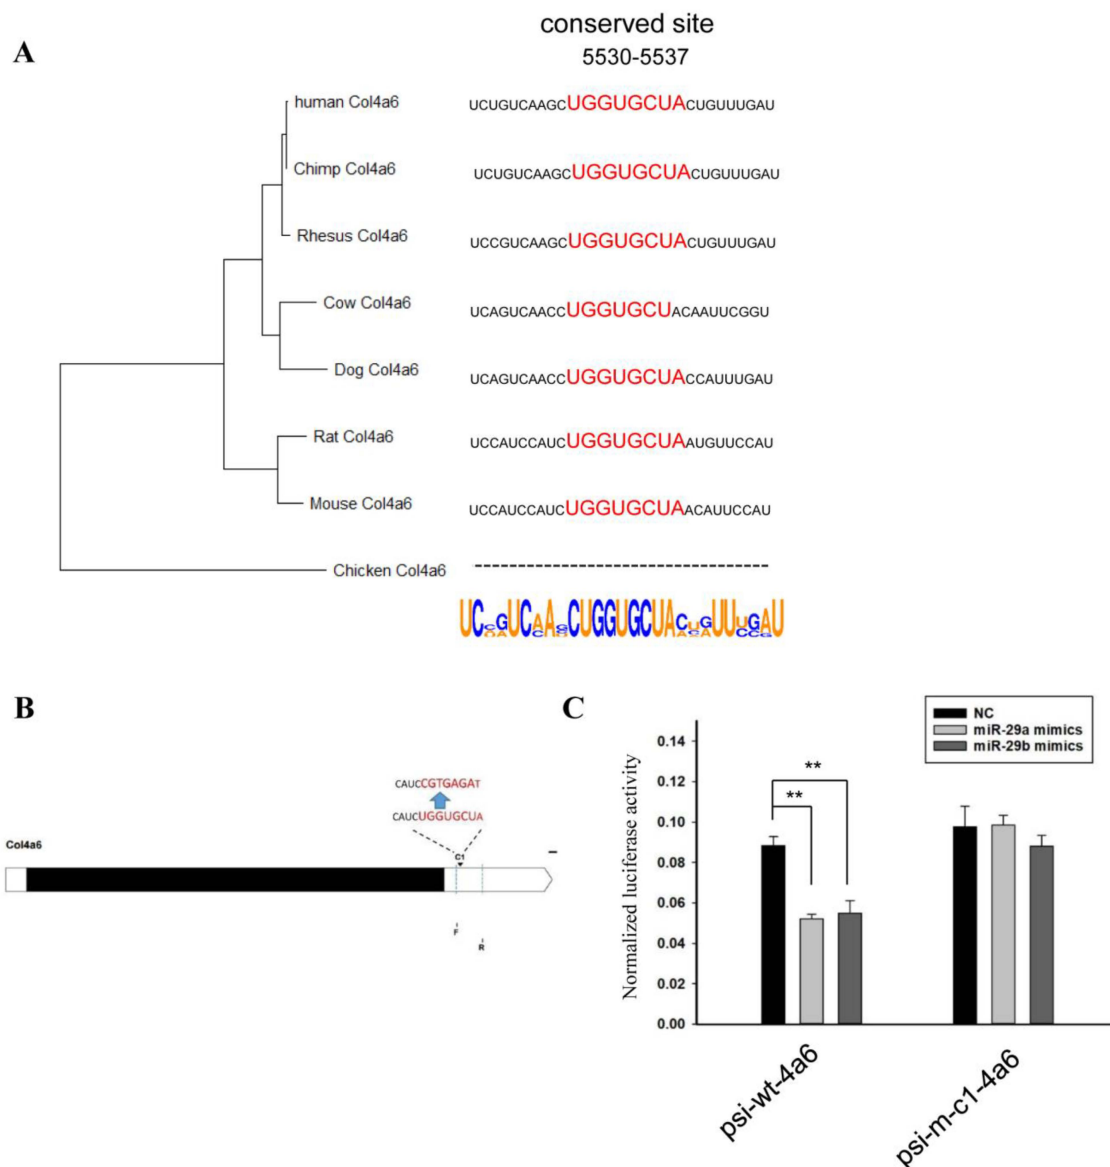 A
conserved site
5530-5537
human Col4a6 UCUGUCAAGCUGGUGCUACUGUUUGAU
Chimp Col4a6 UCUGUCAAGCUGGUGCUACUGUUUGAU
Rhesus Col4a6 UCCGUCAAGCUGGUGCUACUGUUUGAU
Cow Col4a6 UCAGUCAACCUGGUGCUACAAUUCGGU
Dog Col4a6 UCAGUCAACCUGGUGCUACCAUUUGAU
Rat Col4a6 UCCAUCCAUCUGGUGCUAAUGUUCCAU
Mouse Col4a6 UCCAUCCAUCUGGUGCUAACAUUCCAU
Chicken Col4a6 ----------------------------------
B
CAUCCGTGAGAT
CAUCUGGUGCUA
Col4a6
C1
F
R
C
NC
miR-29a mimics
miR-29b mimics
Normalized luciferase activity
0.14
0.12
0.10
0.08
0.06
0.04
0.02
0.00
**
**
psi-wt-4a6
psi-m-c1-4a6